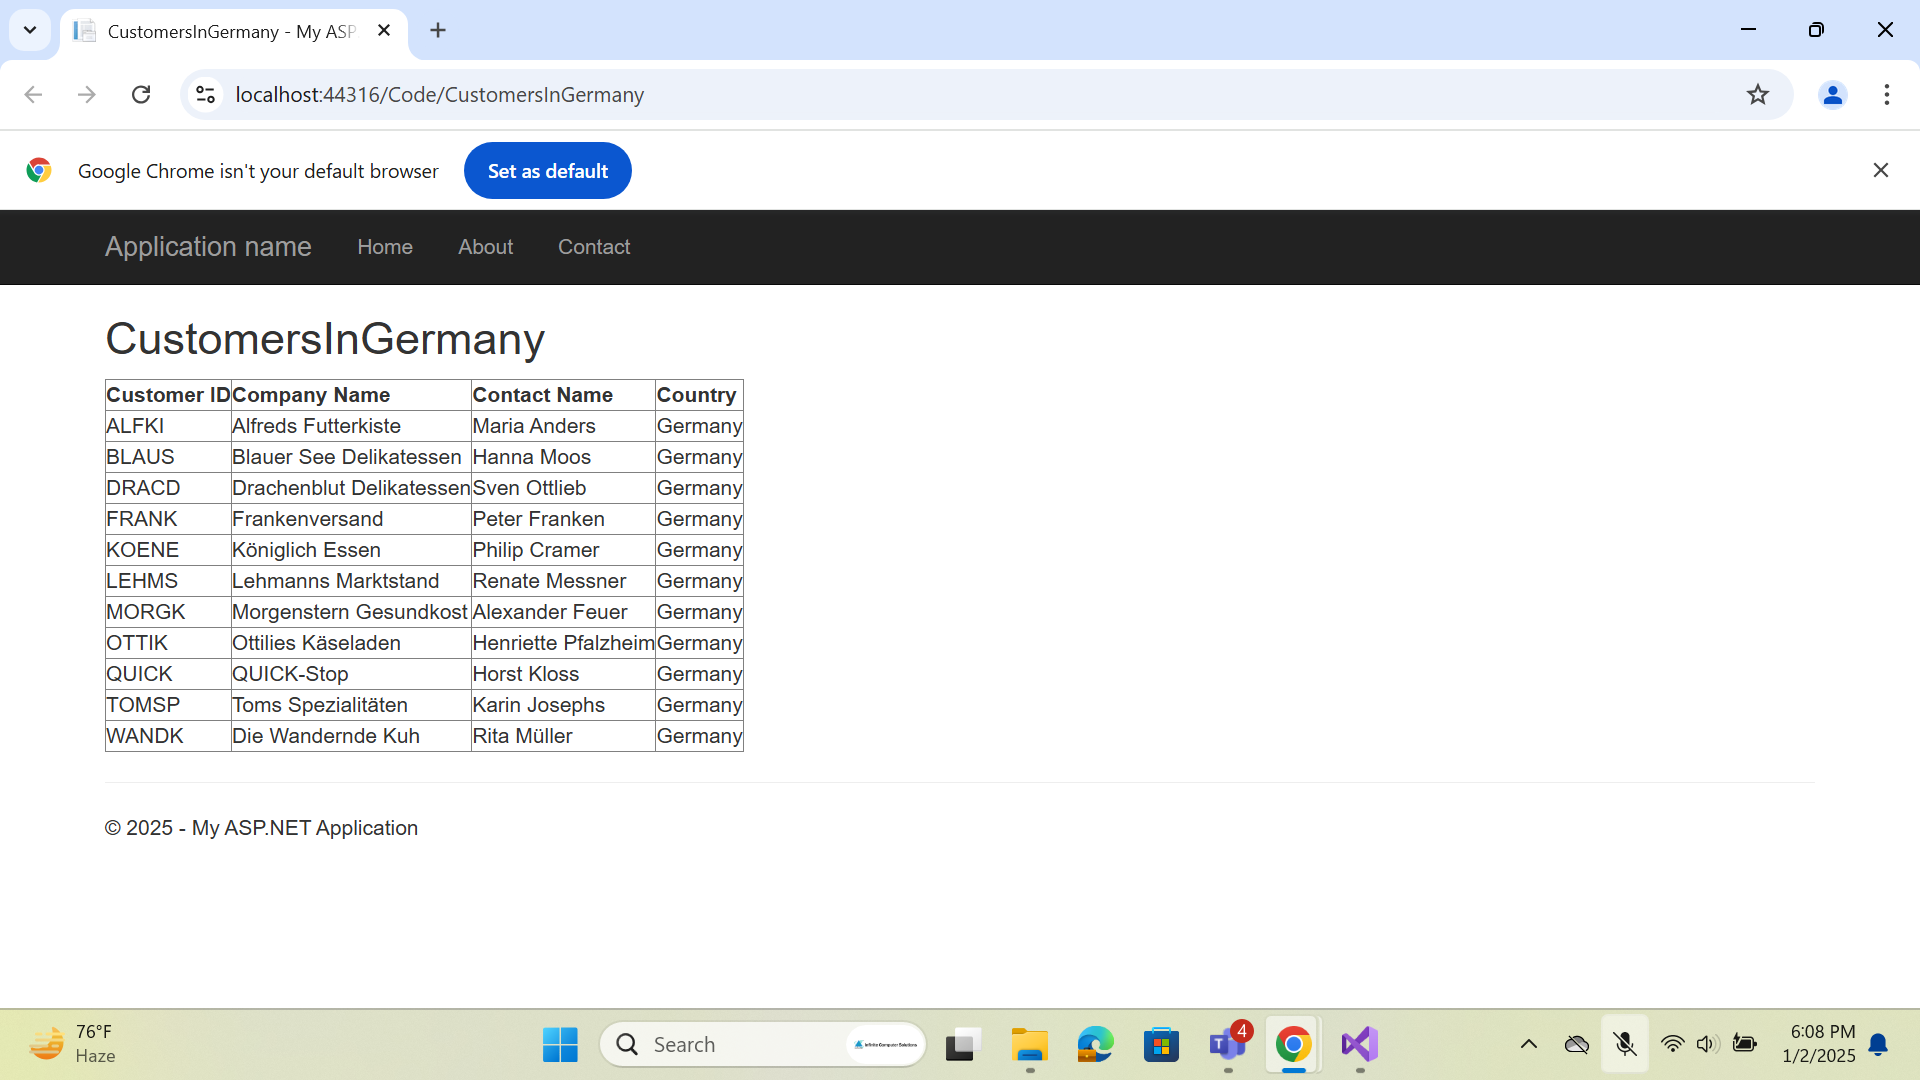 CustomersInGermany - My ASP
localhost:44316/Code/CustomersInGermany
Google Chrome isn't your default browser Set as default
Application name Home About Contact
CustomersInGermany
Customer ID Company Name Contact Name Country
ALFKI Alfreds Futterkiste Maria Anders Germany
BLAUS Blauer See Delikatessen Hanna Moos Germany
DRACD Drachenblut Delikatessen Sven Ottlieb Germany
FRANK Frankenversand Peter Franken Germany
KOENE Königlich Essen Philip Cramer Germany
LEHMS Lehmanns Marktstand Renate Messner Germany
MORGK Morgenstern Gesundkost Alexander Feuer Germany
OTTIK Ottilies Käseladen Henriette Pfalzheim Germany
QUICK QUICK-Stop Horst Kloss Germany
TOMSP Toms Spezialitäten Karin Josephs Germany
WANDK Die Wandernde Kuh Rita Müller Germany
© 2025 - My ASP.NET Application
76°F
Haze
Search
Infinite Computer Solutions
T 4
6:08 PM
1/2/2025